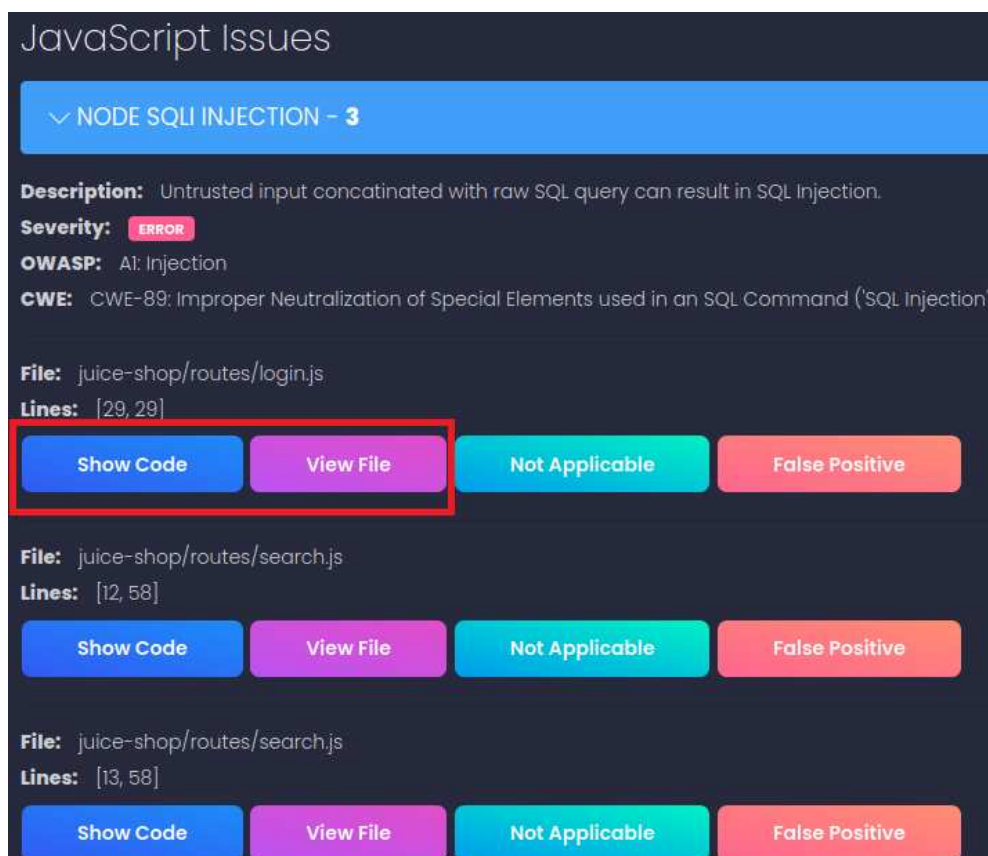 JavaScript Issues
NODE SQLI INJECTION - 3
Description: Untrusted input concatinated with raw SQL query can result in SQL Injection.
Severity: ERROR
OWASP: A1: Injection
CWE: CWE-89: Improper Neutralization of Special Elements used in an SQL Command ('SQL Injection'
File: juice-shop/routes/login.js
Lines: [29, 29]
Show Code View File Not Applicable False Positive
File: juice-shop/routes/search.js
Lines: [12, 58]
Show Code View File Not Applicable False Positive
File: juice-shop/routes/search.js
Lines: [13, 58]
Show Code View File Not Applicable False Positive